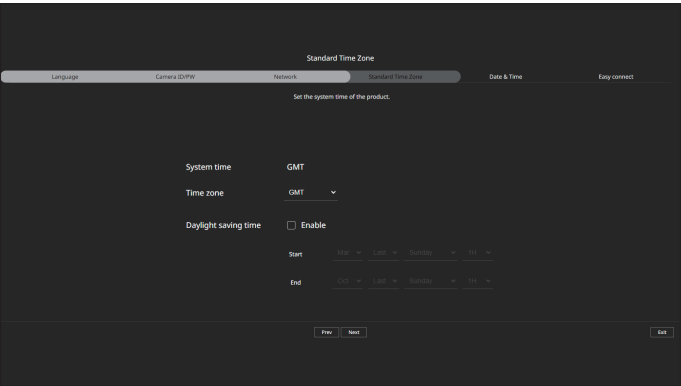 Standard Time Zone
Language Camera ID/PW Network Standard Time Zone Date & Time Easy connect
Set the system time of the product.
System time GMT
Time zone GMT
Daylight saving time Enable
Start Mar Last Sunday 1H
End Oct Last Sunday 1H
Prev Next Exit